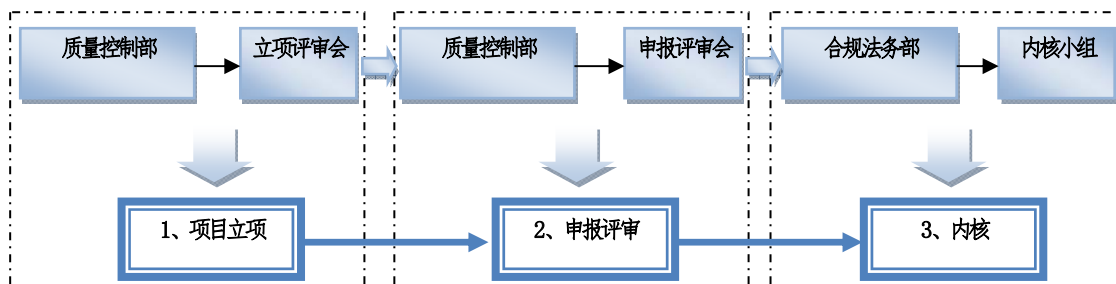 质量控制部
立项评审会
质量控制部
申报评审会
合规法务部
内核小组
1、项目立项
2、申报评审
3、内核